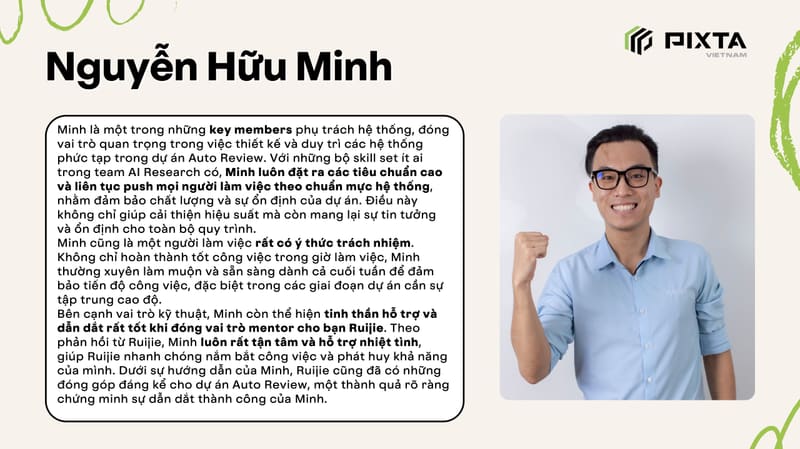 PIXTA
VIETNAM
Nguyễn Hữu Minh
Minh là một trong những key members phụ trách hệ thống, đóng
vai trò quan trọng trong việc thiết kế và duy trì các hệ thống
phức tạp trong dự án Auto Review. Với những bộ skill set ít ai
trong team AI Research có, Minh luôn đặt ra các tiêu chuẩn cao
và liên tục push mọi người làm việc theo chuẩn mực hệ thống,
nhằm đảm bảo chất lượng và sự ổn định của dự án. Điều này
không chỉ giúp cải thiện hiệu suất mà còn mang lại sự tin tưởng
và ổn định cho toàn bộ quy trình.
Minh cũng là một người làm việc rất có ý thức trách nhiệm.
Không chỉ hoàn thành tốt công việc trong giờ làm việc, Minh
thường xuyên làm muộn và sẵn sàng dành cả cuối tuần để đảm
bảo tiến độ công việc, đặc biệt trong các giai đoạn dự án cần sự
tập trung cao độ.
Bên cạnh vai trò kỹ thuật, Minh còn thể hiện tinh thần hỗ trợ và
dẫn dắt rất tốt khi đóng vai trò mentor cho bạn Ruijie. Theo
phản hồi từ Ruijie, Minh luôn rất tận tâm và hỗ trợ nhiệt tình,
giúp Ruijie nhanh chóng nắm bắt công việc và phát huy khả năng
của mình. Dưới sự hướng dẫn của Minh, Ruijie cũng đã có những
đóng góp đáng kể cho dự án Auto Review, một thành quả rõ ràng
chứng minh sự dẫn dắt thành công của Minh.